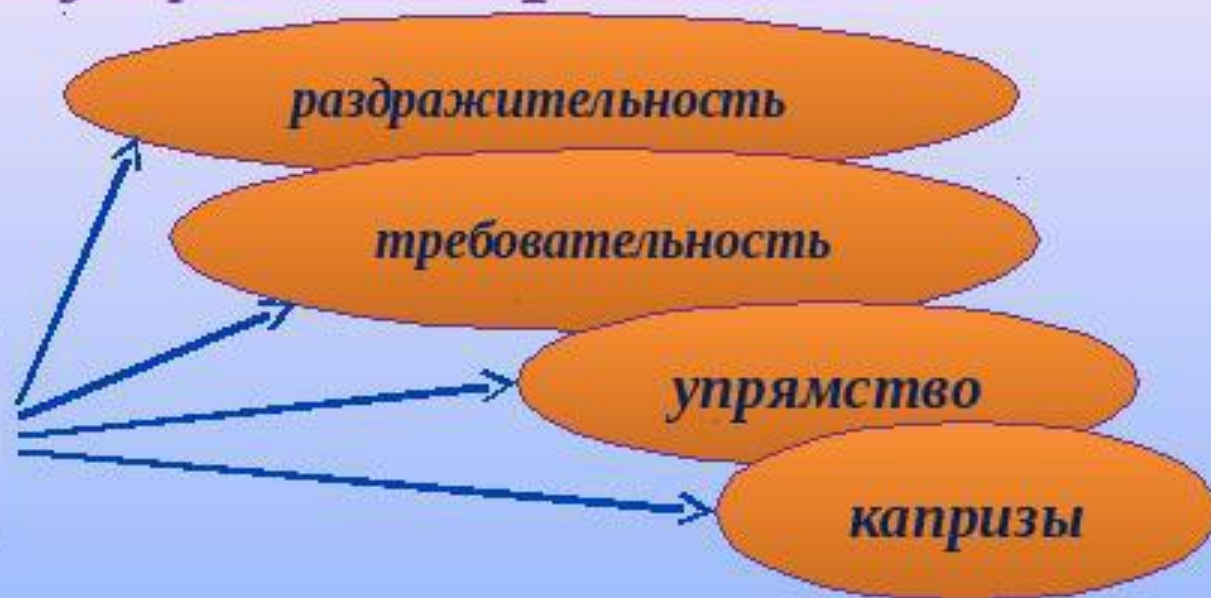 раздражительность
требовательность
упрямство
капризы